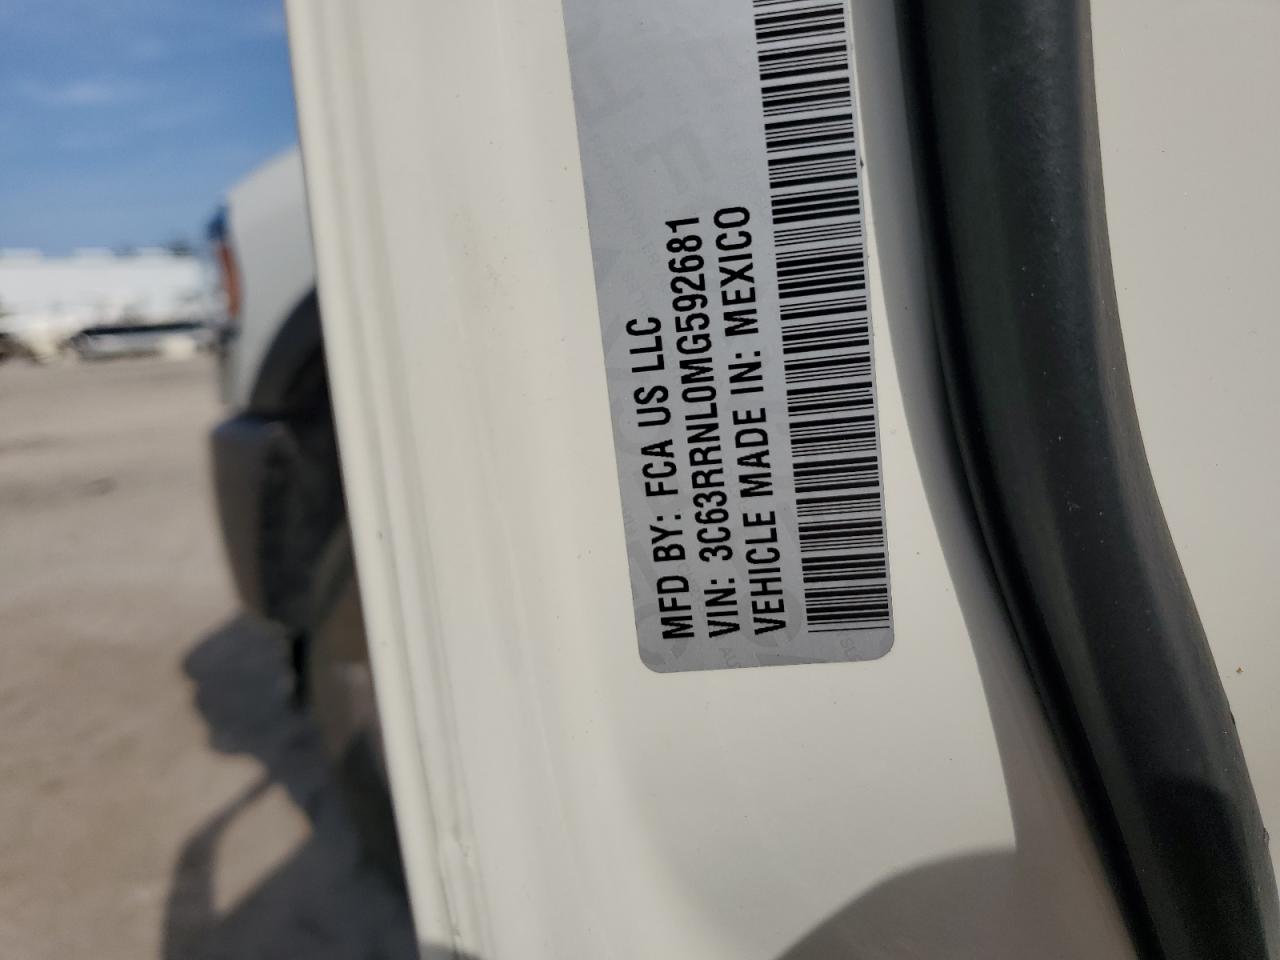 MFD BY: FCA US LLC
VIN: 3C63RRNL0MG592681
VEHICLE MADE IN: MEXICO